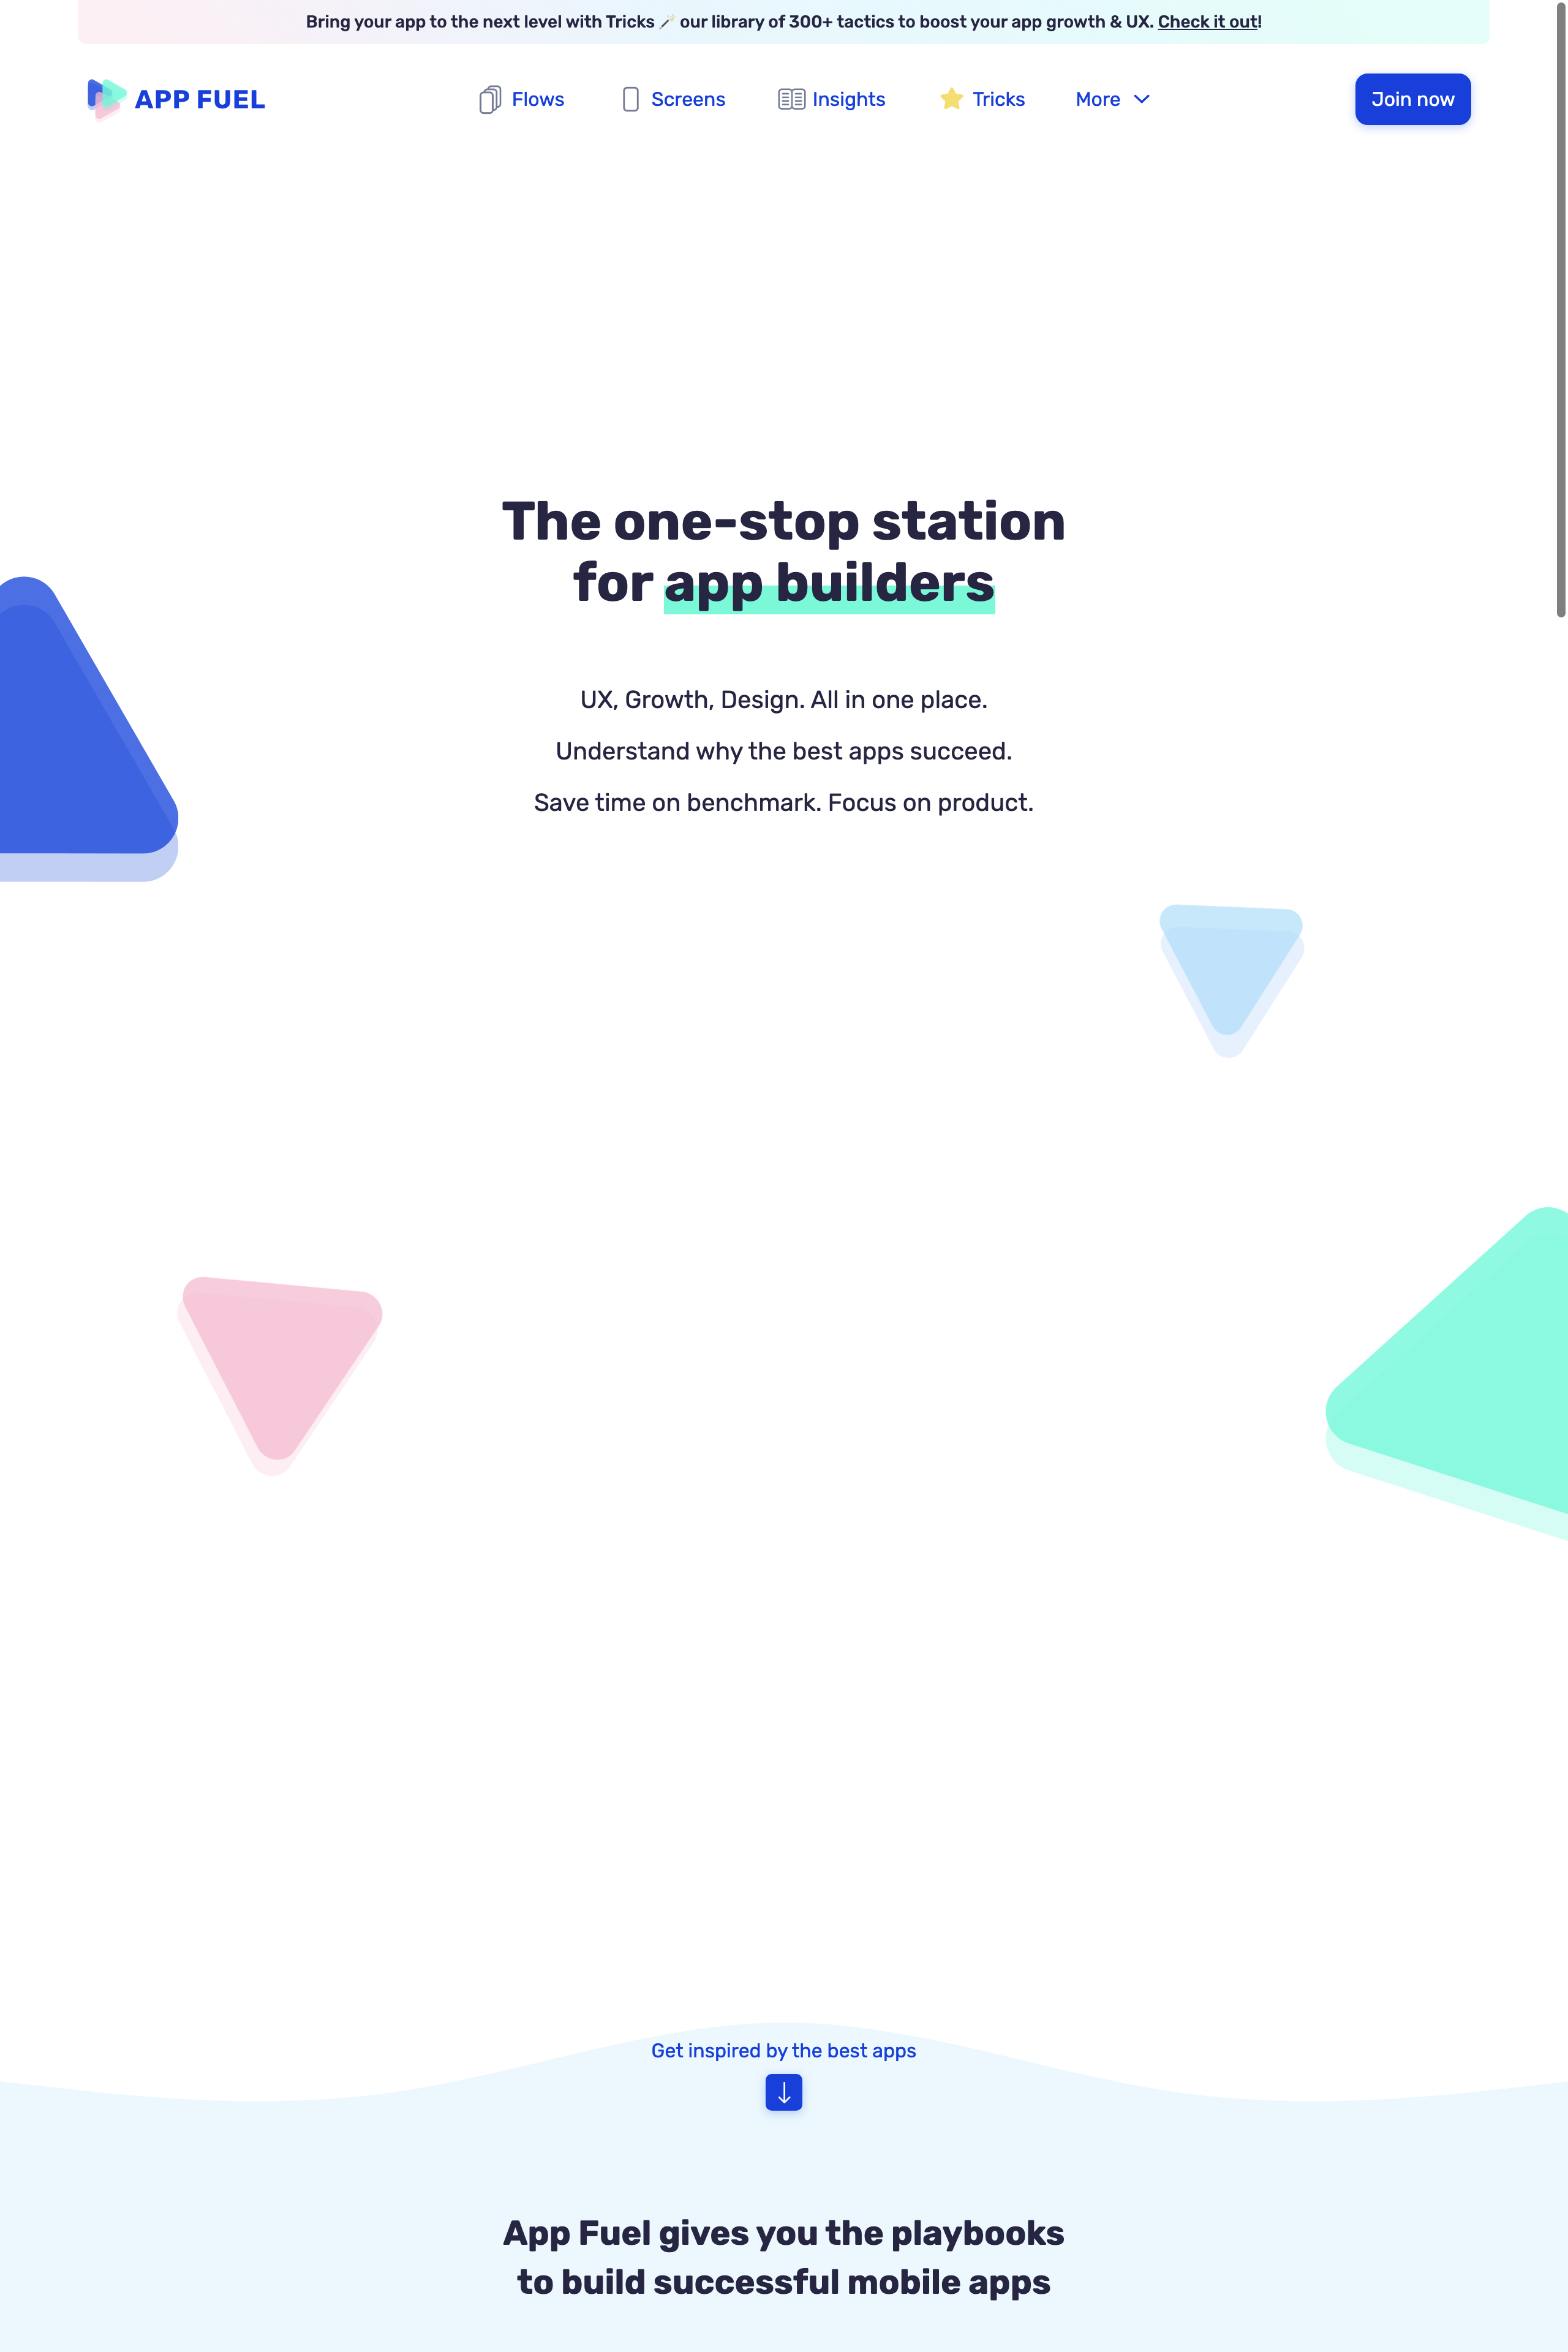 Bring your app to the next level with Tricks 🪄 our library of 300+ tactics to boost your app growth & UX. Check it out!
APP FUEL
Flows
Screens
Insights
Tricks
More
Join now
The one-stop station
for app builders
UX, Growth, Design. All in one place.
Understand why the best apps succeed.
Save time on benchmark. Focus on product.
Get inspired by the best apps
App Fuel gives you the playbooks
to build successful mobile apps